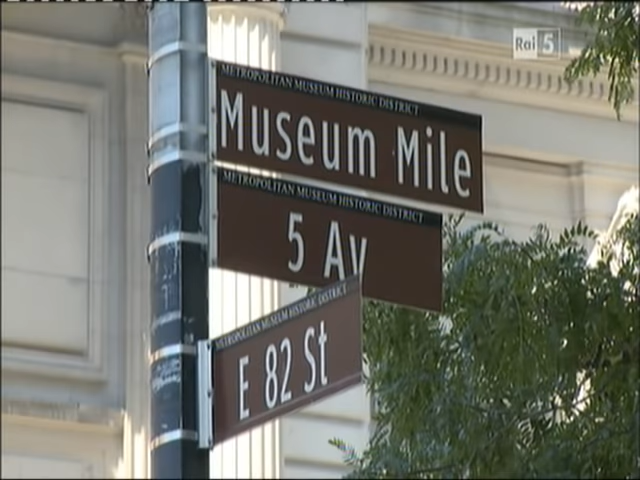 Rai 5
METROPOLITAN MUSEUM HISTORIC DISTRICT
Museum Mile
METROPOLITAN MUSEUM HISTORIC DISTRICT
5 Av
METROPOLITAN MUSEUM HISTORIC DISTRICT
E 82 St